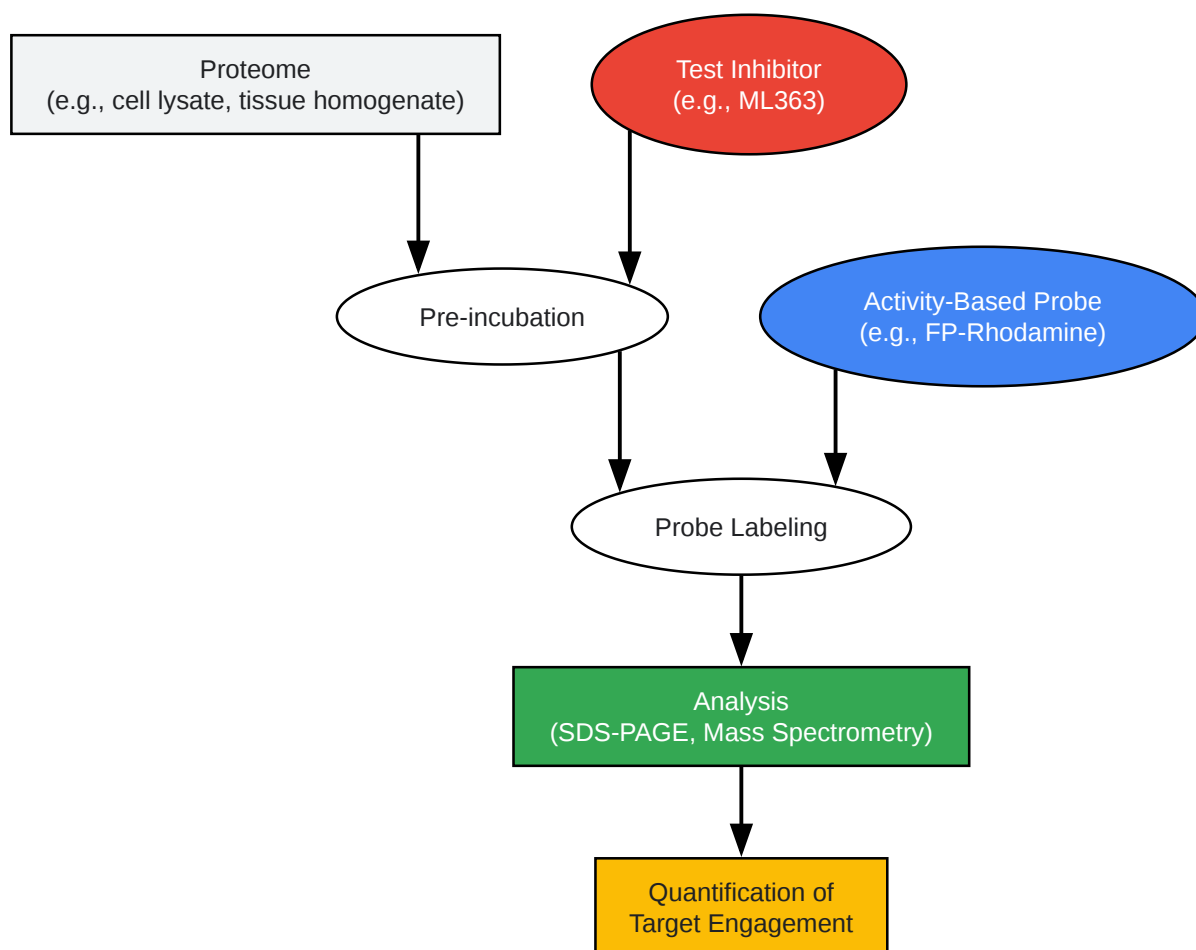 Proteome
(e.g., cell lysate, tissue homogenate)
Test Inhibitor
(e.g., ML363)
Pre-incubation
Activity-Based Probe
(e.g., FP-Rhodamine)
Probe Labeling
Analysis
(SDS-PAGE, Mass Spectrometry)
Quantification of
Target Engagement